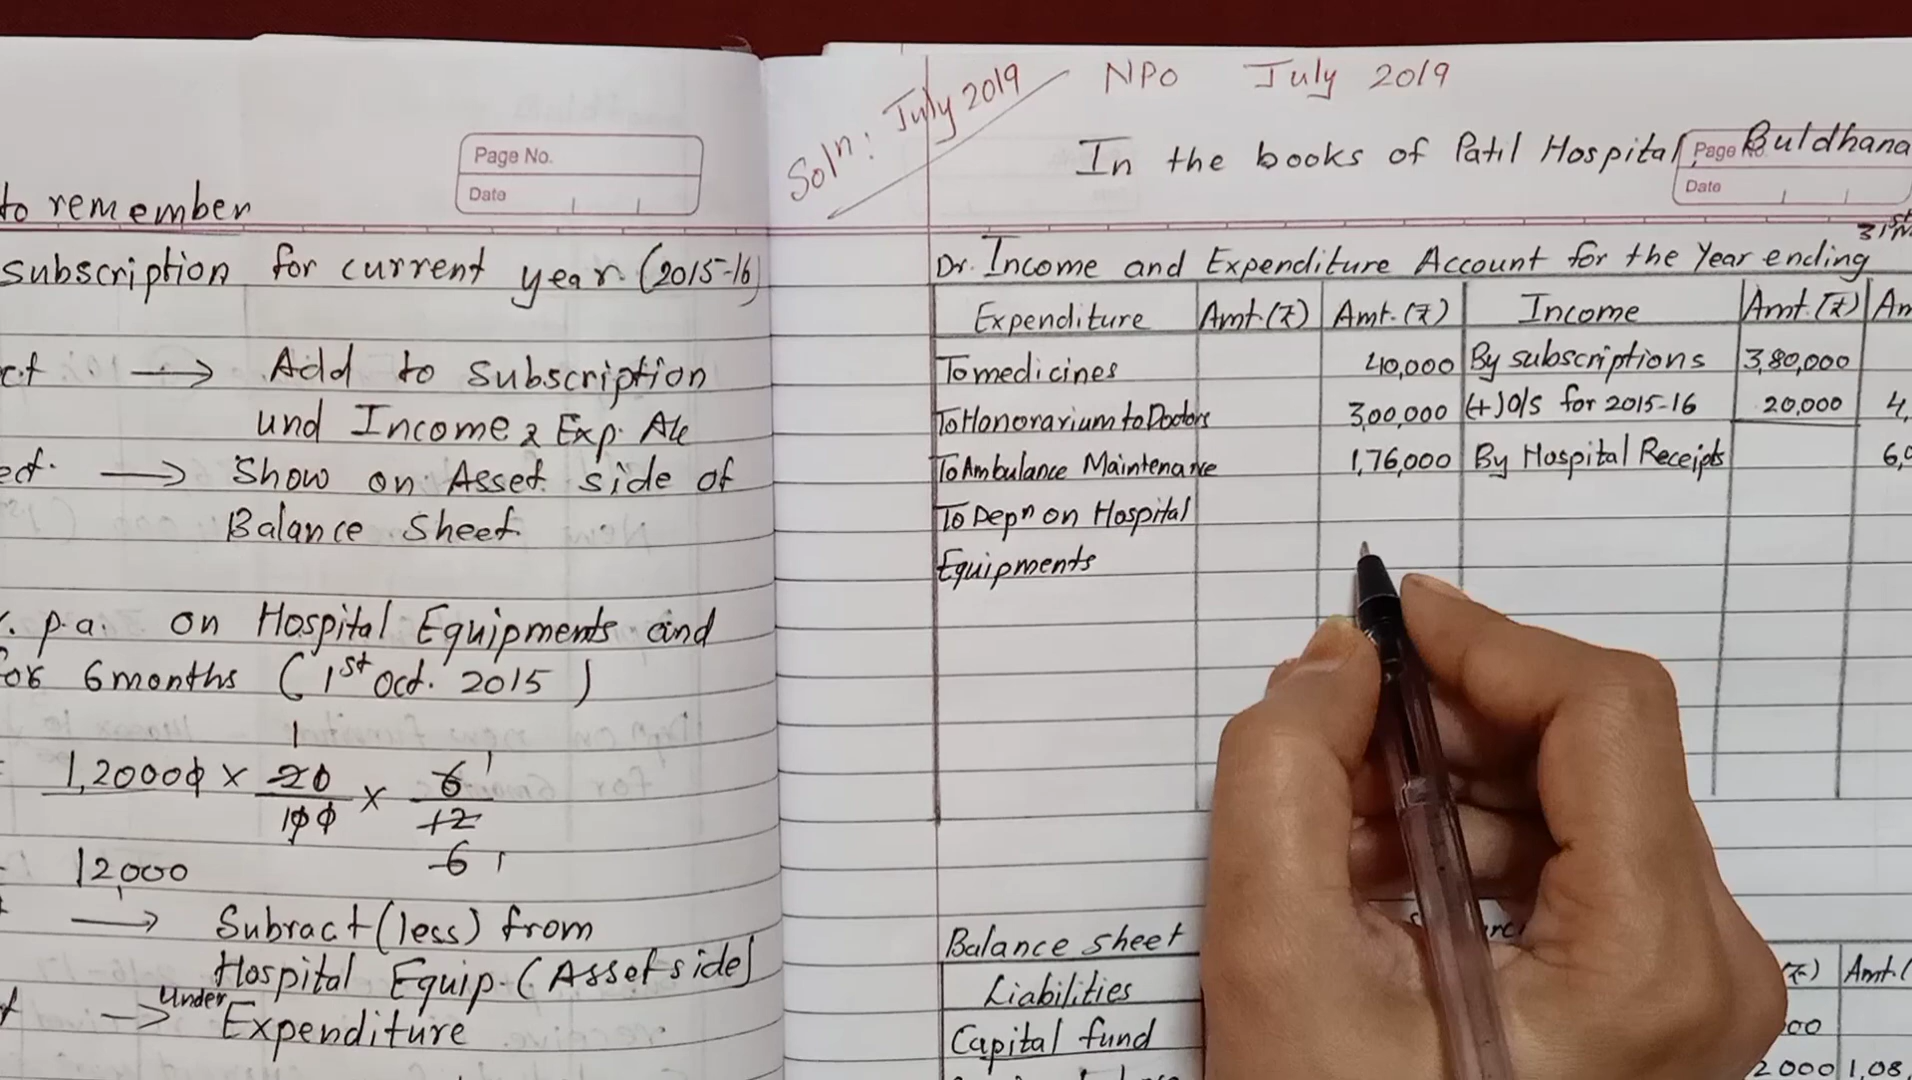 Page No.
Date
to remember
subscription for current year (2015-16)
→ Add to subscription
und Income & Exp. A/c
→ Show on Asset side of
Balance sheet
p.a. on Hospital Equipments and
for 6 months (1st oct. 2015)
1,20000 × 20/100 × 6/12
1
1
6 1
12,000
→ Subract (less) from
Hospital Equip. (Asset side)
→ under Expenditure
Soln: July 2019
NPO July 2019
In the books of Patil Hospital, Buldhana
Page No.
Date
31st
Dr. Income and Expenditure Account for the Year ending
Expenditure Amt.(₹) Amt.(₹) Income Amt.(₹)
To medicines 40,000 By subscriptions 3,80,000
To Honorarium to Doctors 3,00,000 (+) O/s for 2015-16 20,000
To Ambulance Maintenance 1,76,000 By Hospital Receipts
To Depn on Hospital
Equipments
Balance sheet
Liabilities (₹) Amt.(
Capital fund